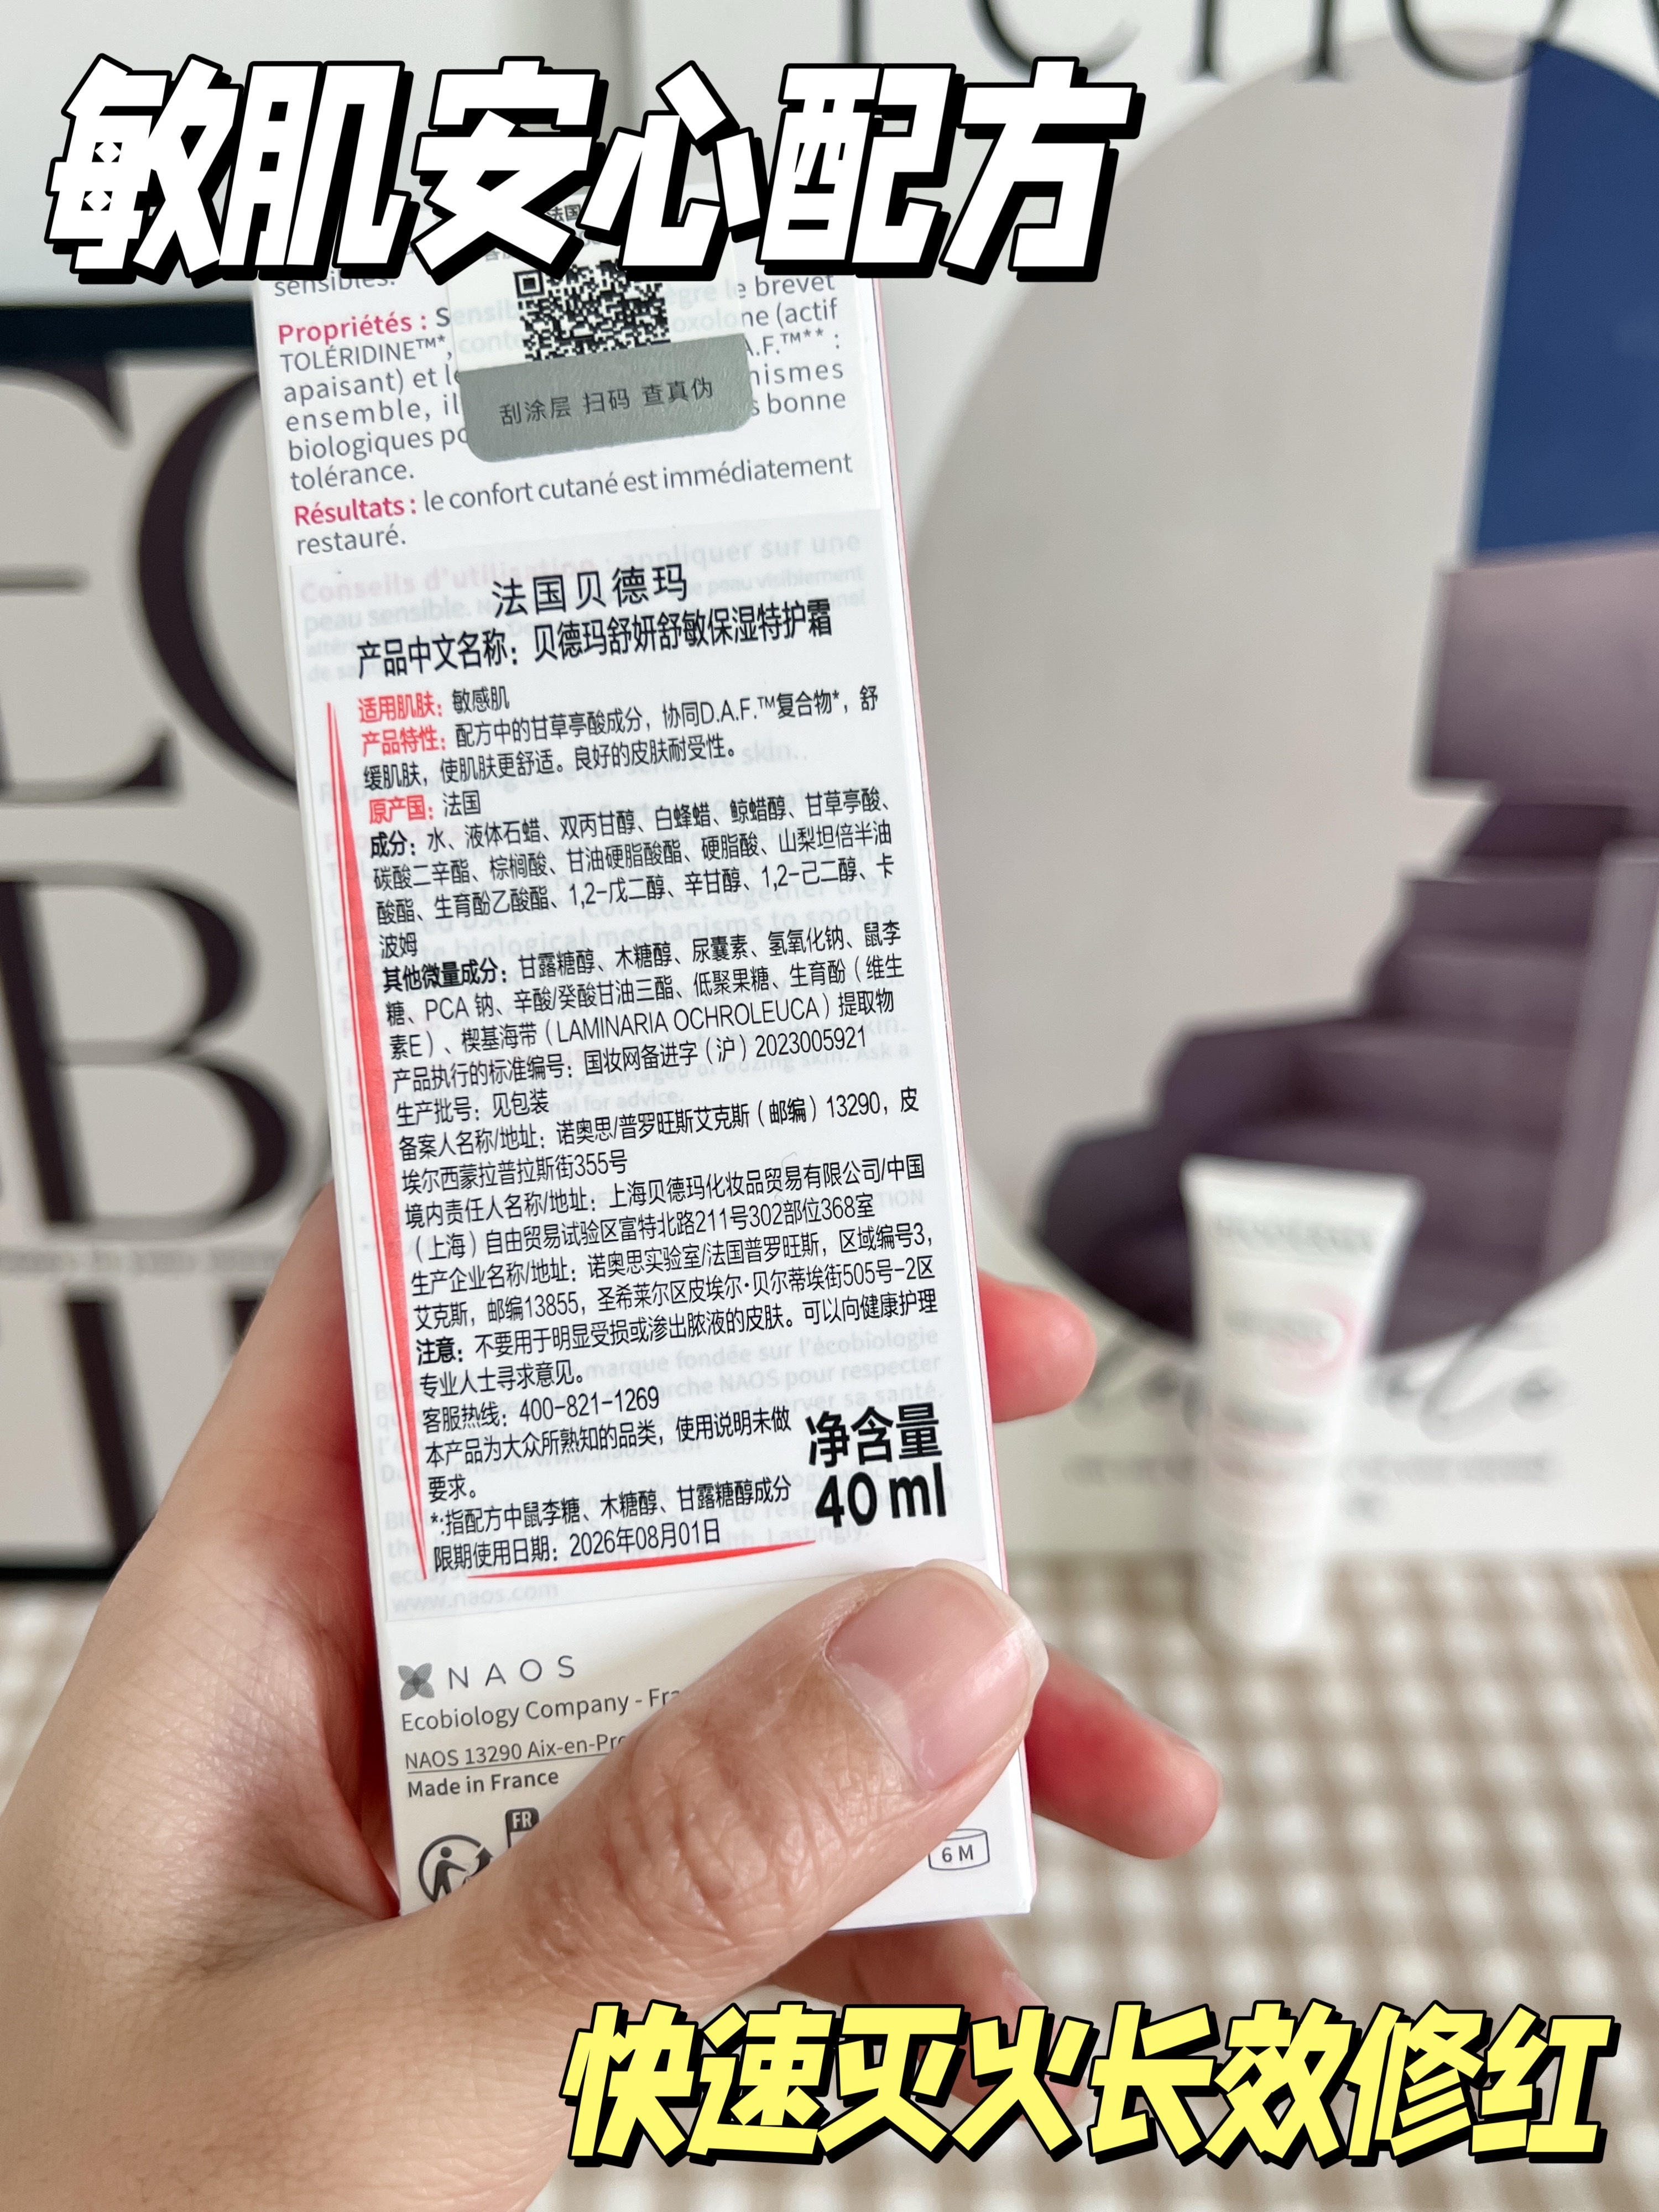 敏肌安心配方
sensibles.
Propriétés : S
e brevet
TOLÉRIDINE™*,
ne (actif
apaisant) et l
A.F.™** :
ensemble, il
nismes
biologiques po
s bonne
tolérance.
刮涂层 扫码 查真伪
Résultats : le confort cutané est immédiatement
restauré.
法国贝德玛
产品中文名称：贝德玛舒妍舒敏保湿特护霜
适用肌肤：敏感肌
产品特性：配方中的甘草亭酸成分，协同D.A.F.™复合物*，舒
缓肌肤，使肌肤更舒适。良好的皮肤耐受性。
原产国：法国
成分：水、液体石蜡、双丙甘醇、白蜂蜡、鲸蜡醇、甘草亭酸、
碳酸二辛酯、棕榈酸、甘油硬脂酸酯、硬脂酸、山梨坦倍半油
酸酯、生育酚乙酸酯、1,2-戊二醇、辛甘醇、1,2-己二醇、卡
波姆
其他微量成分：甘露糖醇、木糖醇、尿囊素、氢氧化钠、鼠李
糖、PCA 钠、辛酸/癸酸甘油三酯、低聚果糖、生育酚（维生
素E）、楔基海带（LAMINARIA OCHROLEUCA）提取物
产品执行的标准编号：国妆网备进字（沪）2023005921
生产批号：见包装
备案人名称/地址：诺奥思/普罗旺斯艾克斯（邮编）13290，皮
埃尔西蒙拉普拉斯街355号
境内责任人名称/地址：上海贝德玛化妆品贸易有限公司/中国
（上海）自由贸易试验区富特北路211号302部位368室
生产企业名称/地址：诺奥思实验室/法国普罗旺斯，区域编号3，
艾克斯，邮编13855，圣希莱尔区皮埃尔·贝尔蒂埃街505号-2区
注意：不要用于明显受损或渗出脓液的皮肤。可以向健康护理
专业人士寻求意见。
客服热线：400-821-1269
本产品为大众所熟知的品类，使用说明未做
要求。
*:指配方中鼠李糖、木糖醇、甘露糖醇成分
限期使用日期：2026年08月01日
净含量
40 ml
NAOS
Ecobiology Company - Fra
NAOS 13290 Aix-en-Pro
Made in France
FR
6 M
快速灭火长效修红